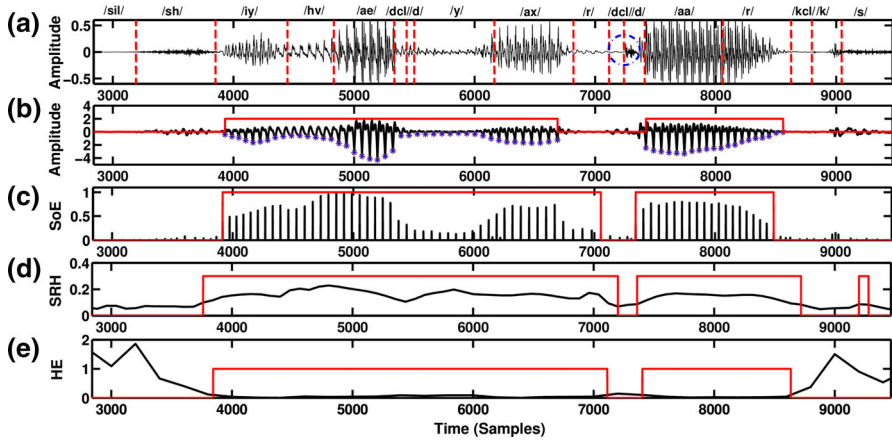 /sil/ /sh/ /iy/ /hv/ /ae/ /dcl//d/ /y/ /ax/ /r/ /dcl//d/ /aa/ /r/ /kcl//k/ /s/
(a)
Amplitude
0.5
0
−0.5
3000 4000 5000 6000 7000 8000 9000
(b)
Amplitude
4
2
0
−2
−4
3000 4000 5000 6000 7000 8000 9000
(c)
SoE
1
0.5
0
3000 4000 5000 6000 7000 8000 9000
(d)
SRH
0.4
0.2
0
3000 4000 5000 6000 7000 8000 9000
(e)
HE
2
1
0
3000 4000 5000 6000 7000 8000 9000
Time (Samples)